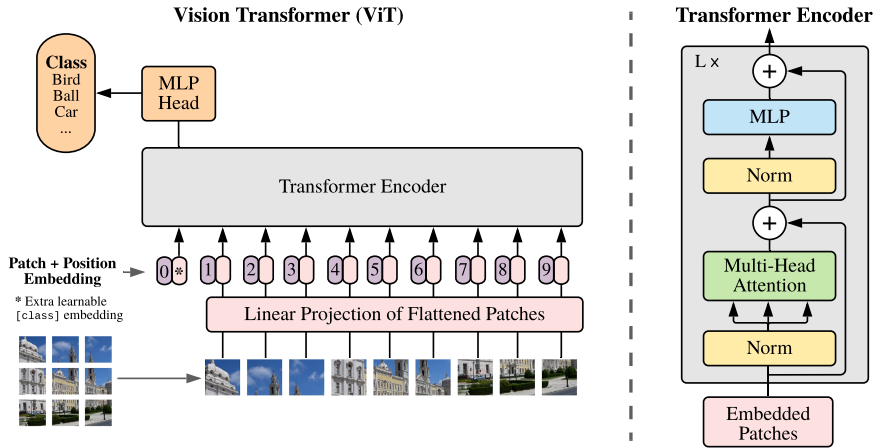 Vision Transformer (ViT)
Class
Bird
Ball
Car
...
MLP
Head
Transformer Encoder
Patch + Position
Embedding
0 * 1 2 3 4 5 6 7 8 9
* Extra learnable
[class] embedding
Linear Projection of Flattened Patches
Transformer Encoder
L x
+
MLP
Norm
+
Multi-Head
Attention
Norm
Embedded
Patches